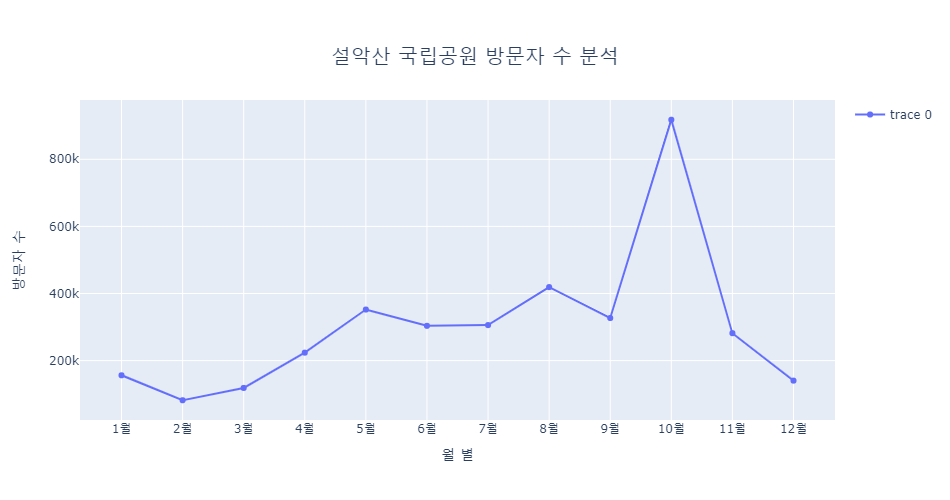 설악산 국립공원 방문자 수 분석
trace 0
800k
600k
400k
200k
방문자 수
1월 2월 3월 4월 5월 6월 7월 8월 9월 10월 11월 12월
월 별